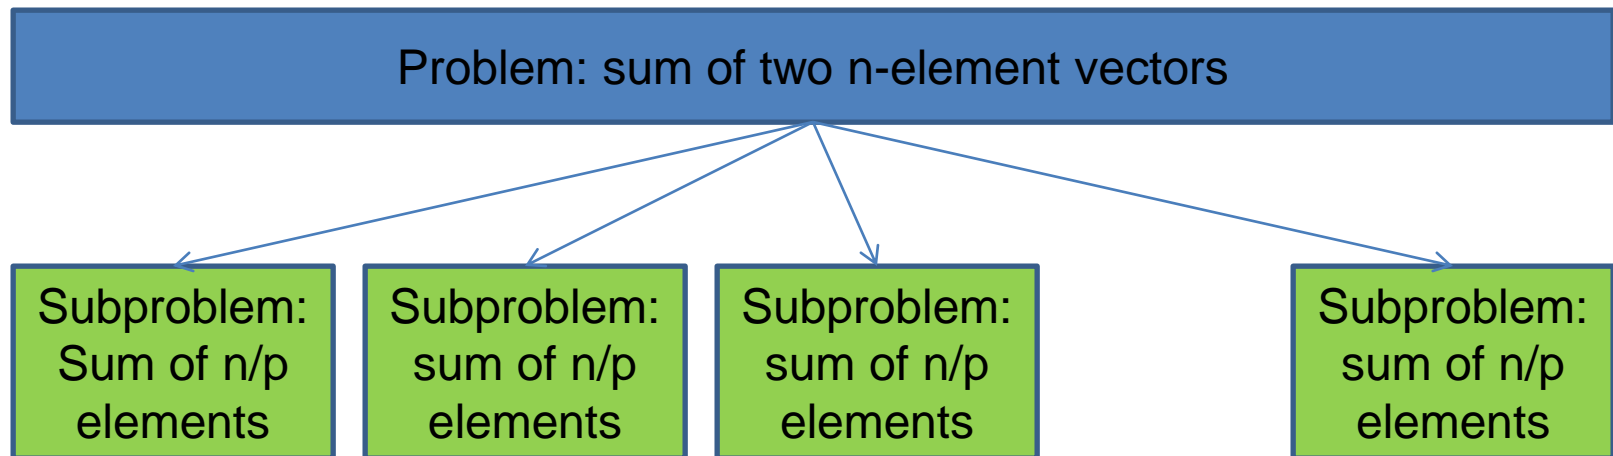 Problem: sum of two n-element vectors
Subproblem:
Sum of n/p
elements
Subproblem:
sum of n/p
elements
Subproblem:
sum of n/p
elements
Subproblem:
sum of n/p
elements